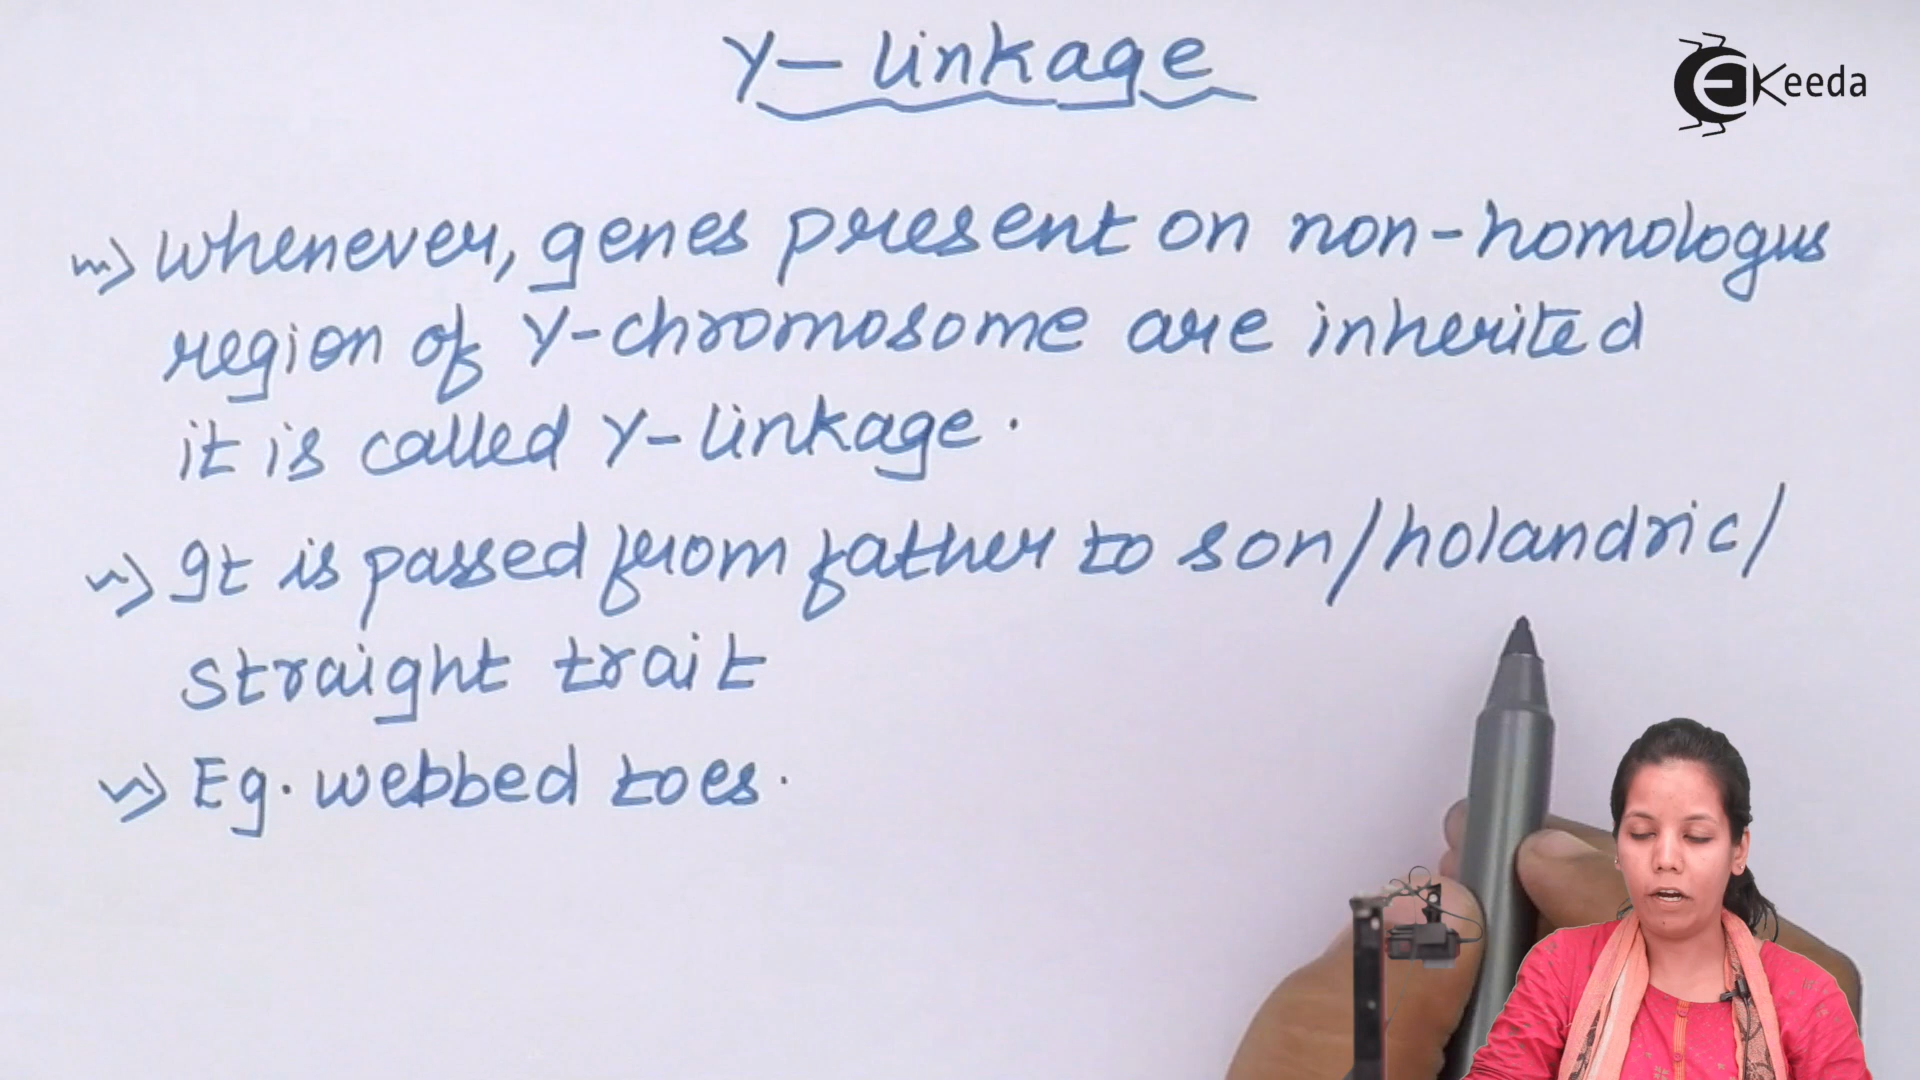 Y-linkage
EKeeda
Whenever, genes present on non-homologus
region of Y-chromosome are inherited
it is called Y-linkage.
It is passed from father to son/holandric/
straight trait
Eg. webbed toes.